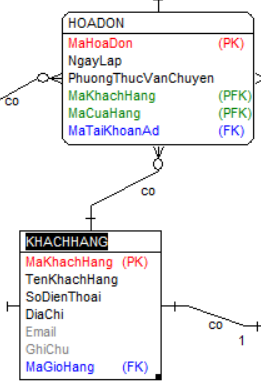 HOADON
MaHoaDon (PK)
NgayLap
PhuongThucVanChuyen
MaKhachHang (PFK)
MaCuaHang (PFK)
MaTaiKhoanAd (FK)
co
co
KHACHHANG
MaKhachHang (PK)
TenKhachHang
SoDienThoai
DiaChi
Email
GhiChu
MaGioHang (FK)
co
1